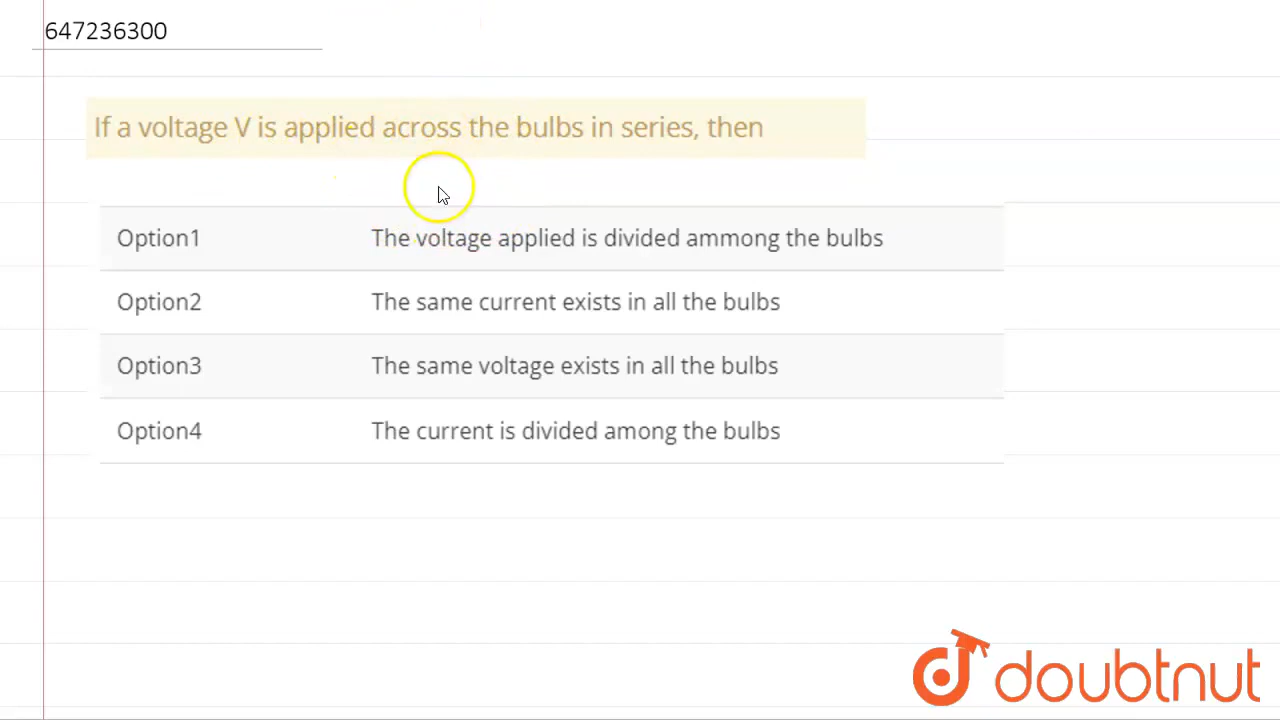 647236300
If a voltage V is applied across the bulbs in series, then
Option1 The voltage applied is divided ammong the bulbs
Option2 The same current exists in all the bulbs
Option3 The same voltage exists in all the bulbs
Option4 The current is divided among the bulbs
doubtnut